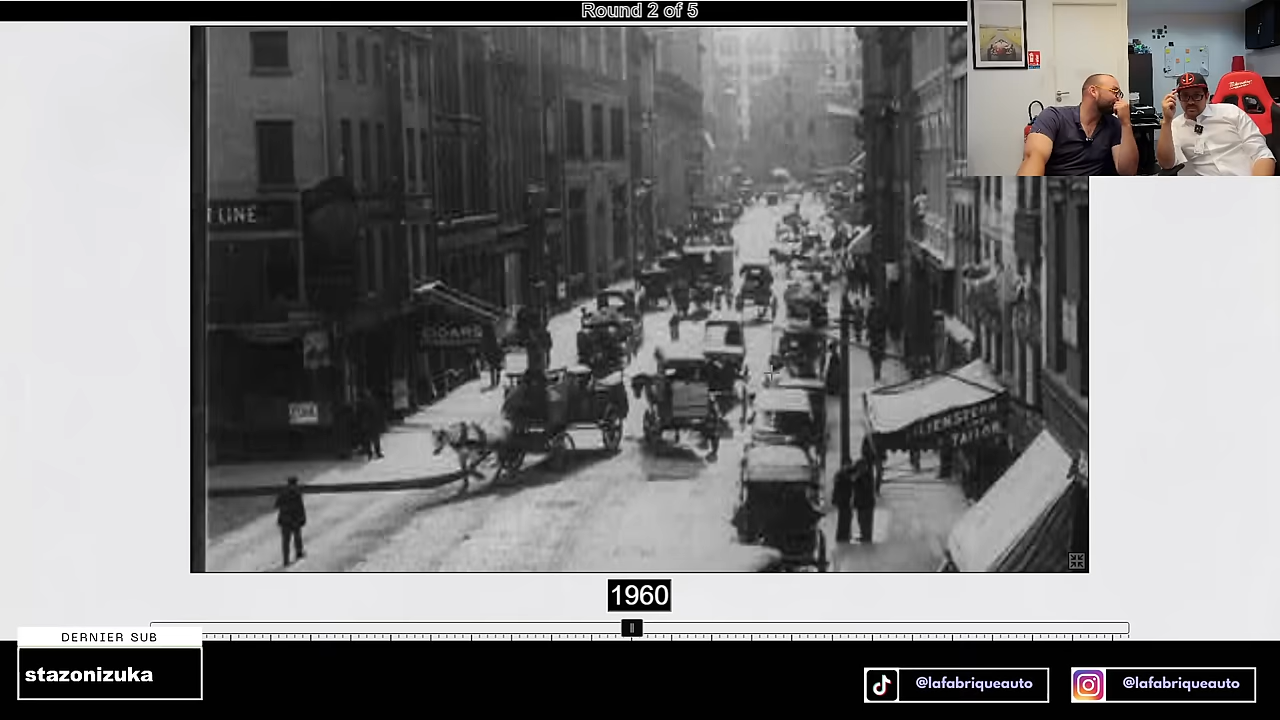 Round 2 of 5
T LINE
CIGARS
LIENSTERN
TAILOR
1960
DERNIER SUB
stazonizuka
@lafabriqueauto
@lafabriqueauto